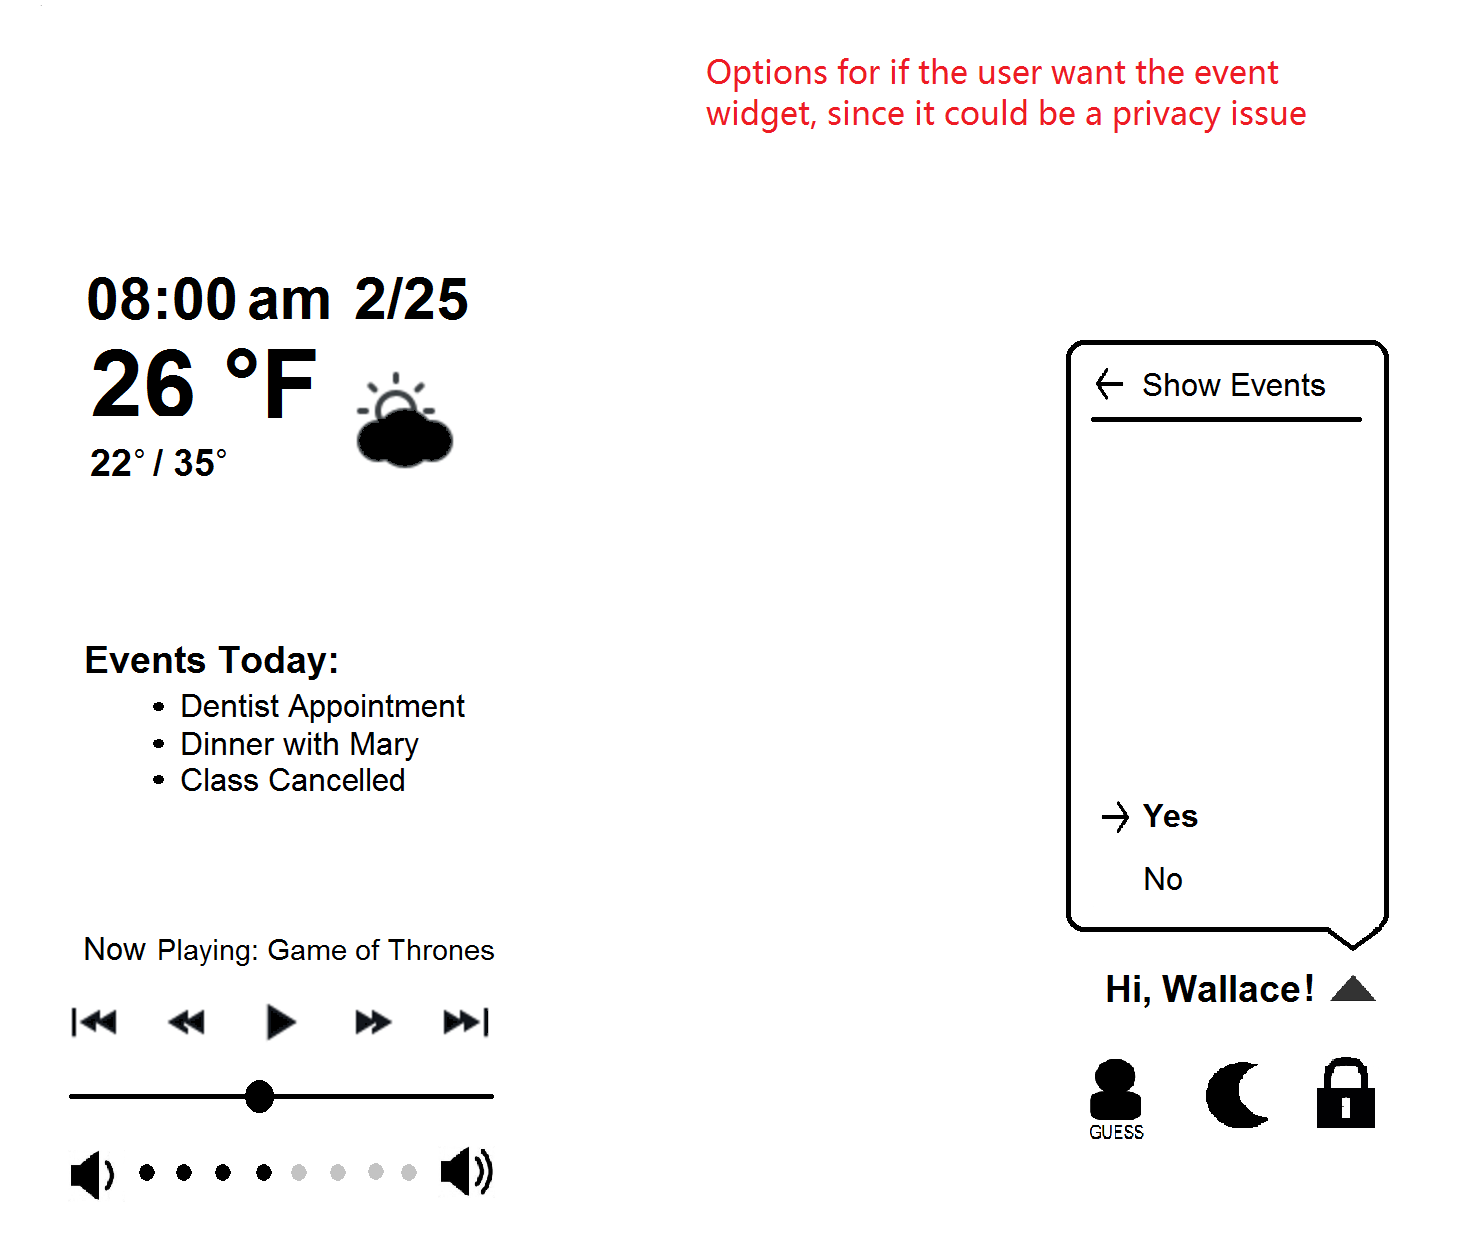 Options for if the user want the event
widget, since it could be a privacy issue
08:00 am 2/25
26 °F
22° / 35°
Events Today:
• Dentist Appointment
• Dinner with Mary
• Class Cancelled
Now Playing: Game of Thrones
Show Events
Yes
No
Hi, Wallace!
GUESS